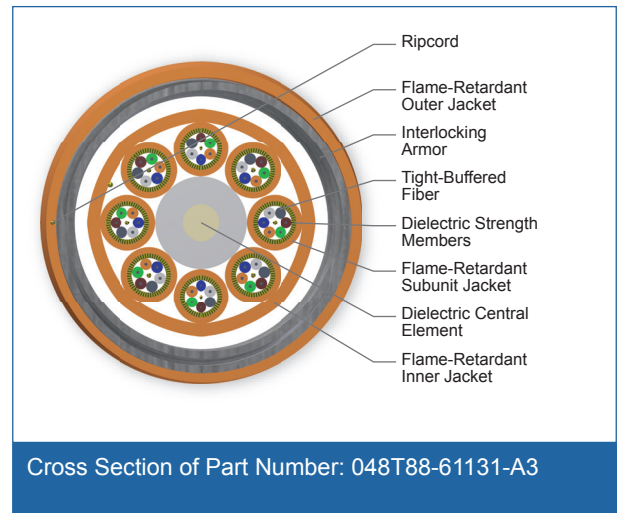 Ripcord
Flame-Retardant
Outer Jacket
Interlocking
Armor
Tight-Buffered
Fiber
Dielectric Strength
Members
Flame-Retardant
Subunit Jacket
Dielectric Central
Element
Flame-Retardant
Inner Jacket
Cross Section of Part Number: 048T88-61131-A3